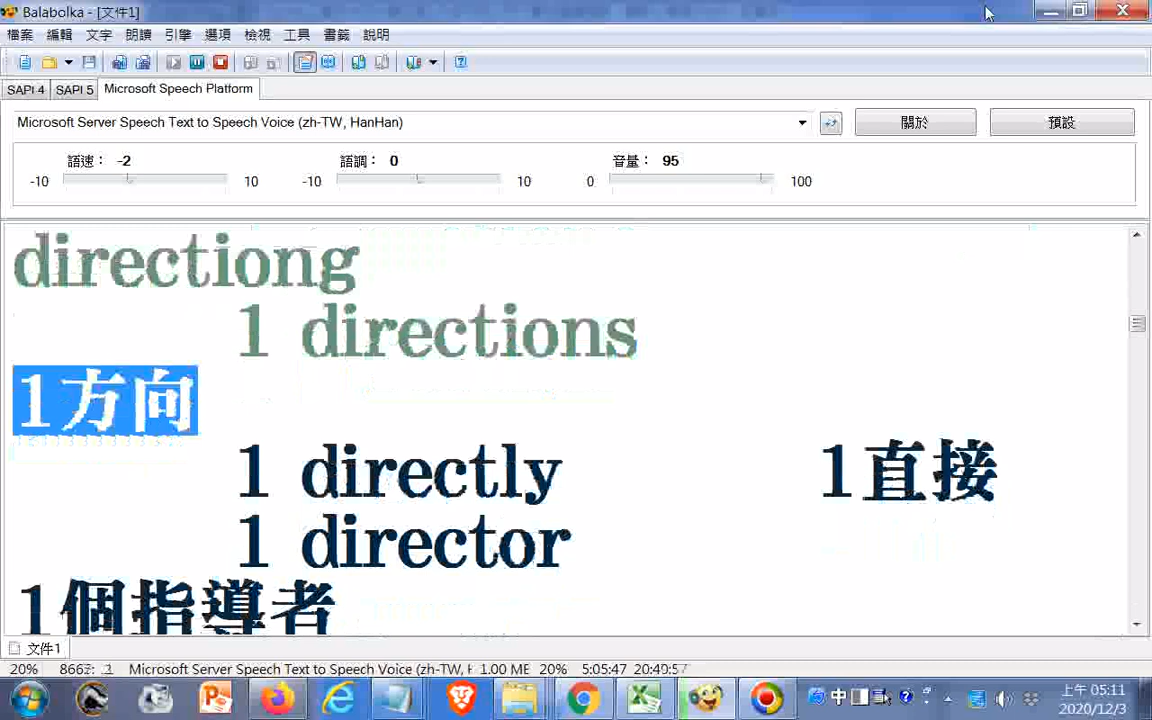 Balabolka - [文件1]
檔案 編輯 文字 朗讀 引擎 選項 檢視 工具 書籤 說明
SAPI 4 SAPI 5 Microsoft Speech Platform
Microsoft Server Speech Text to Speech Voice (zh-TW, HanHan) 關於 預設
語速： -2 語調： 0 音量： 95
-10 10 -10 10 0 100
directiong
1 directions
1方向
1 directly 1直接
1 director
1個指導者
文件1
20% Microsoft Server Speech Text to Speech Voice (zh-TW, 1.00 ME 20% 5:05:47 20:49:57
中 上午 05:11
2020/12/3